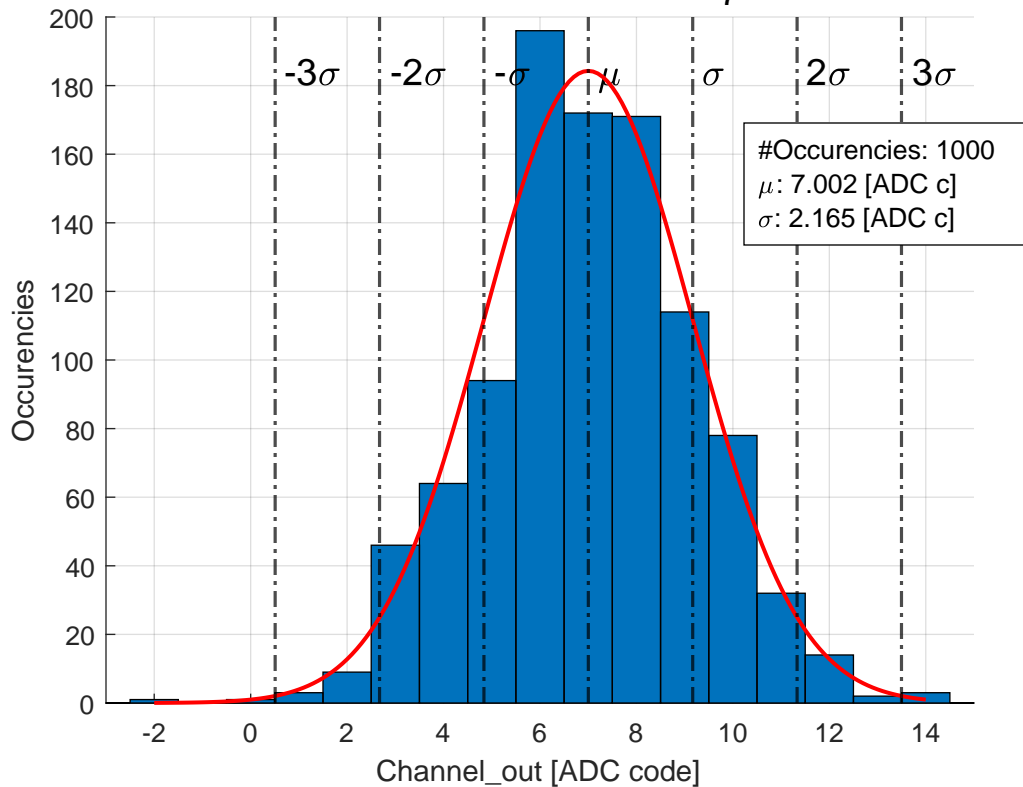 200
180
160
140
120
100
80
60
40
20
0
Occurencies
-3σ -2σ -σ μ σ 2σ 3σ
#Occurencies: 1000
μ: 7.002 [ADC c]
σ: 2.165 [ADC c]
-2 0 2 4 6 8 10 12 14
Channel_out [ADC code]